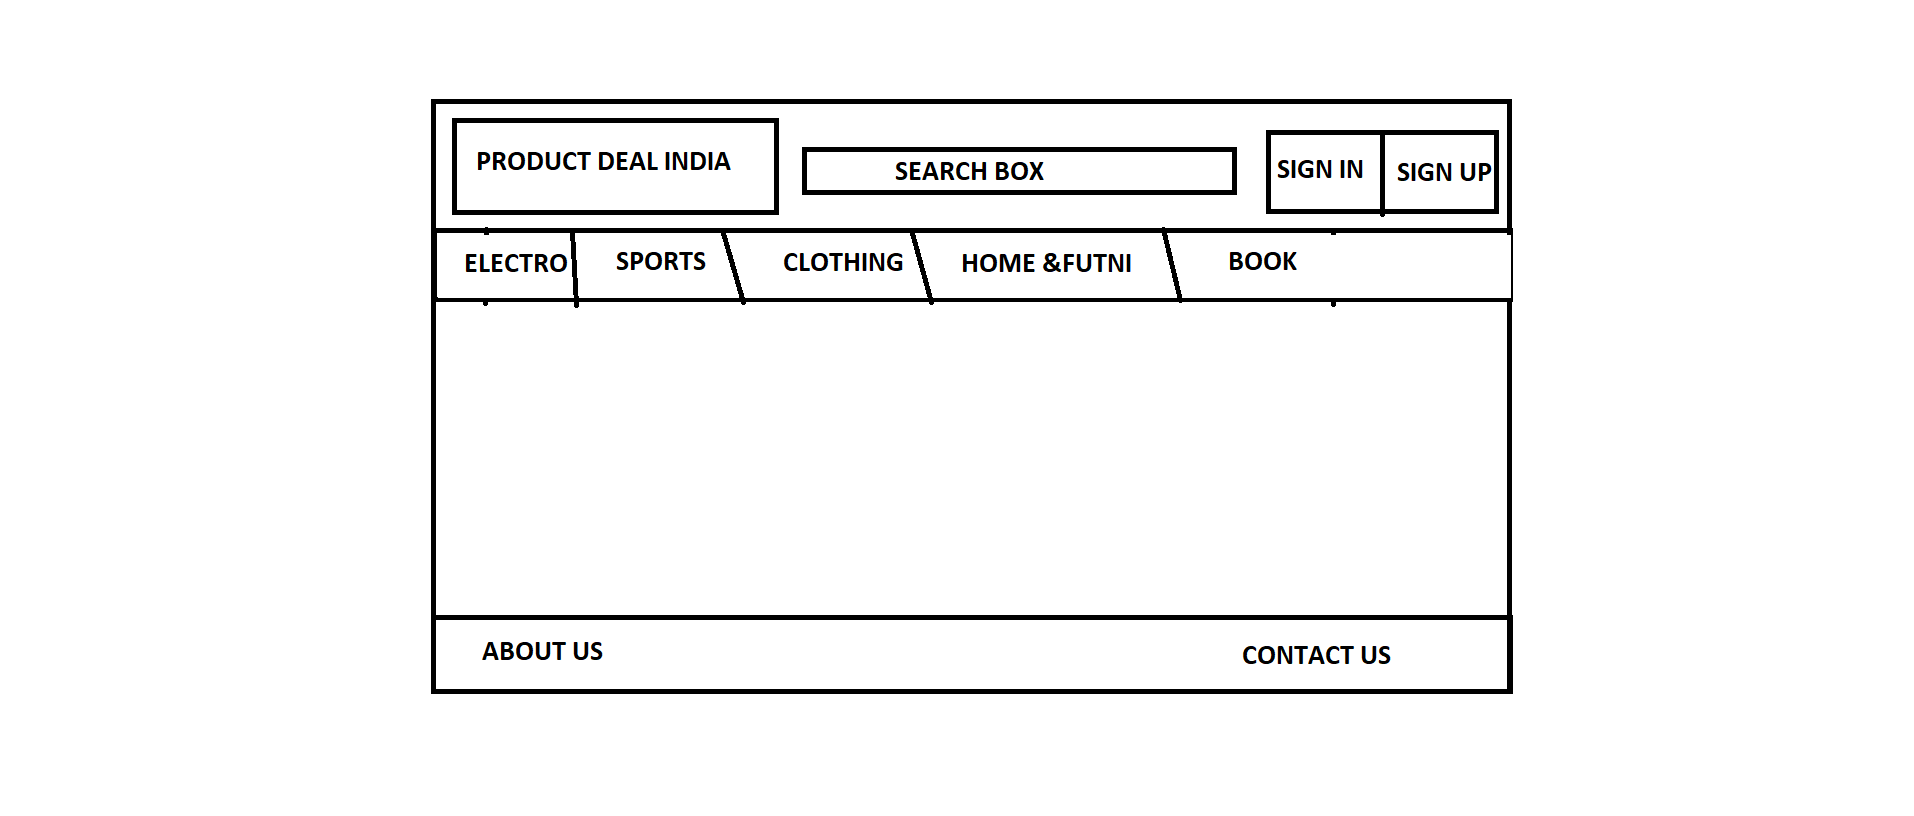 PRODUCT DEAL INDIA
SEARCH BOX
SIGN IN
SIGN UP
ELECTRO
SPORTS
CLOTHING
HOME &FUTNI
BOOK
ABOUT US
CONTACT US